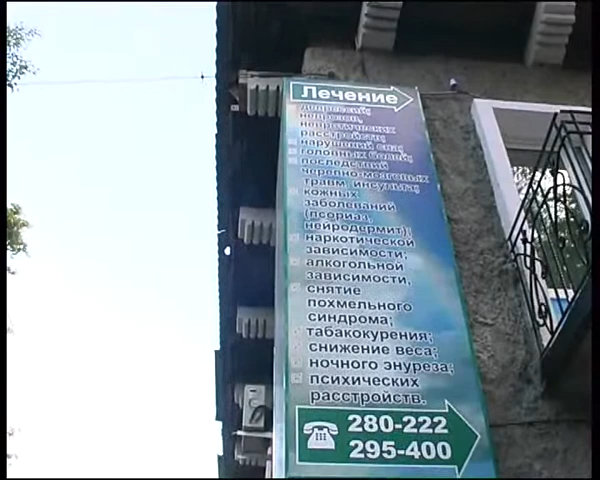 Лечение
депрессий,
неврозов,
невротических
расстройств,
нарушений сна,
головных болей,
последствий
черепно-мозговых
травм, инсульта,
кожных
заболеваний
(псориаз,
нейродермит);
наркотической
зависимости;
алкогольной
зависимости,
снятие
похмельного
синдрома;
табакокурения;
снижение веса;
ночного энуреза;
психических
расстройств.
280-222
295-400